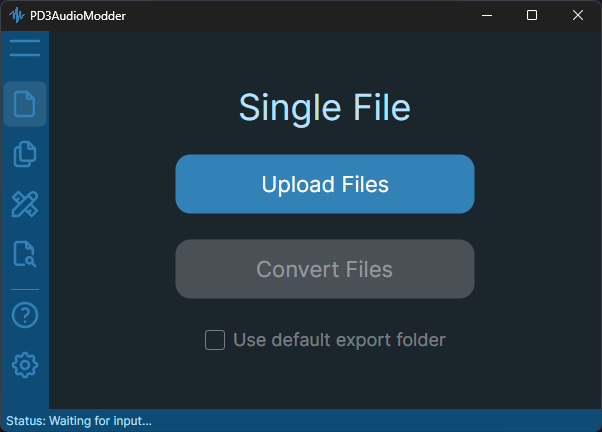 PD3AudioModder
Single File
Upload Files
Convert Files
Use default export folder
Status: Waiting for input...